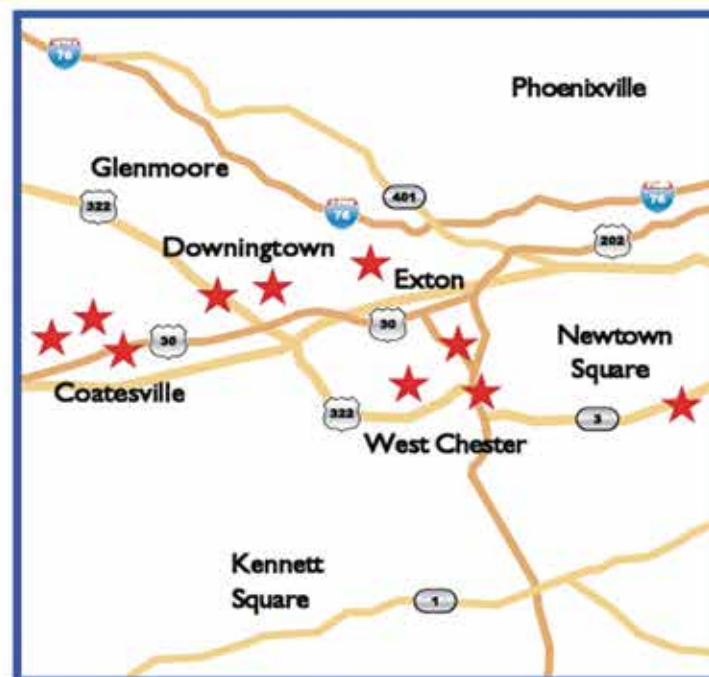 76
Phoenixville
Glenmoore
401
76
76
322
202
Downingtown
Exton
30
30
Newtown
Square
Coatesville
322
3
West Chester
Kennett
Square
1